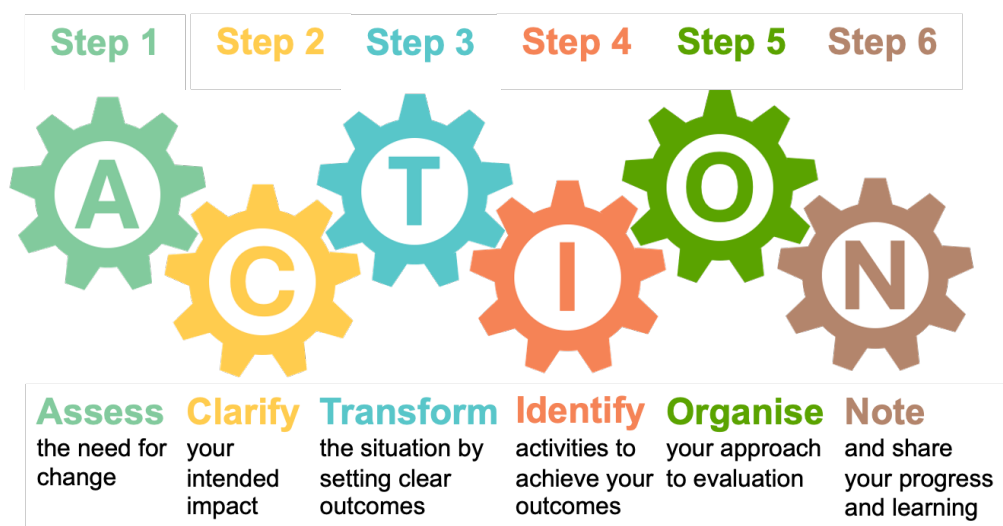 Step 1
Step 2
Step 3
Step 4
Step 5
Step 6
A
C
T
I
O
N
Assess
the need for
change
Clarify
your
intended
impact
Transform
the situation by
setting clear
outcomes
Identify
activities to
achieve your
outcomes
Organise
your approach
to evaluation
Note
and share
your progress
and learning